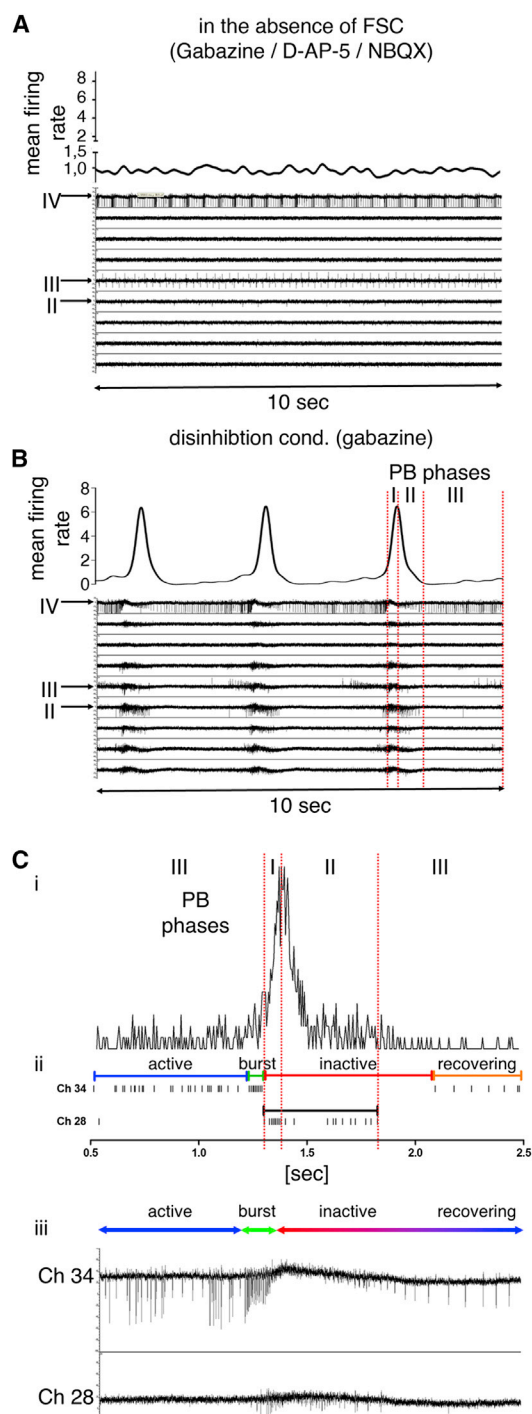 A
in the absence of FSC
(Gabazine / D-AP-5 / NBQX)
mean firing
rate
8
6
4
2
1,5
1,0
IV
III
II
10 sec
disinhibtion cond. (gabazine)
B
PB phases
I II III
mean firing
rate
8
6
4
2
0
IV
III
II
10 sec
C
i
III I II III
PB
phases
ii
active burst inactive recovering
Ch 34
Ch 28
0.5 1.0 1.5 2.0 2.5
[sec]
iii
active burst inactive recovering
Ch 34
Ch 28